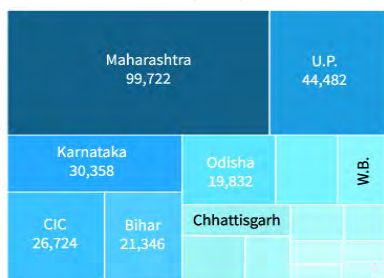 Maharashtra
99,722
U.P.
44,482
Karnataka
30,358
Odisha
19,832
W.B.
CIC
26,724
Bihar
21,346
Chhattisgarh